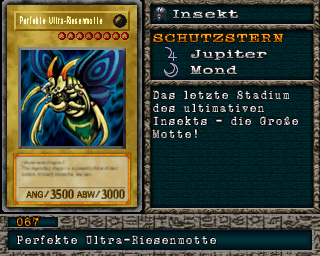 Perfekte Ultra-Riesenmotte
ANG/3500 ABW/3000
Insekt
SCHUTZSTERN
Jupiter
Mond
Das letzte Stadium
des ultimativen
Insekts - die Große
Motte!
067
Perfekte Ultra-Riesenmotte